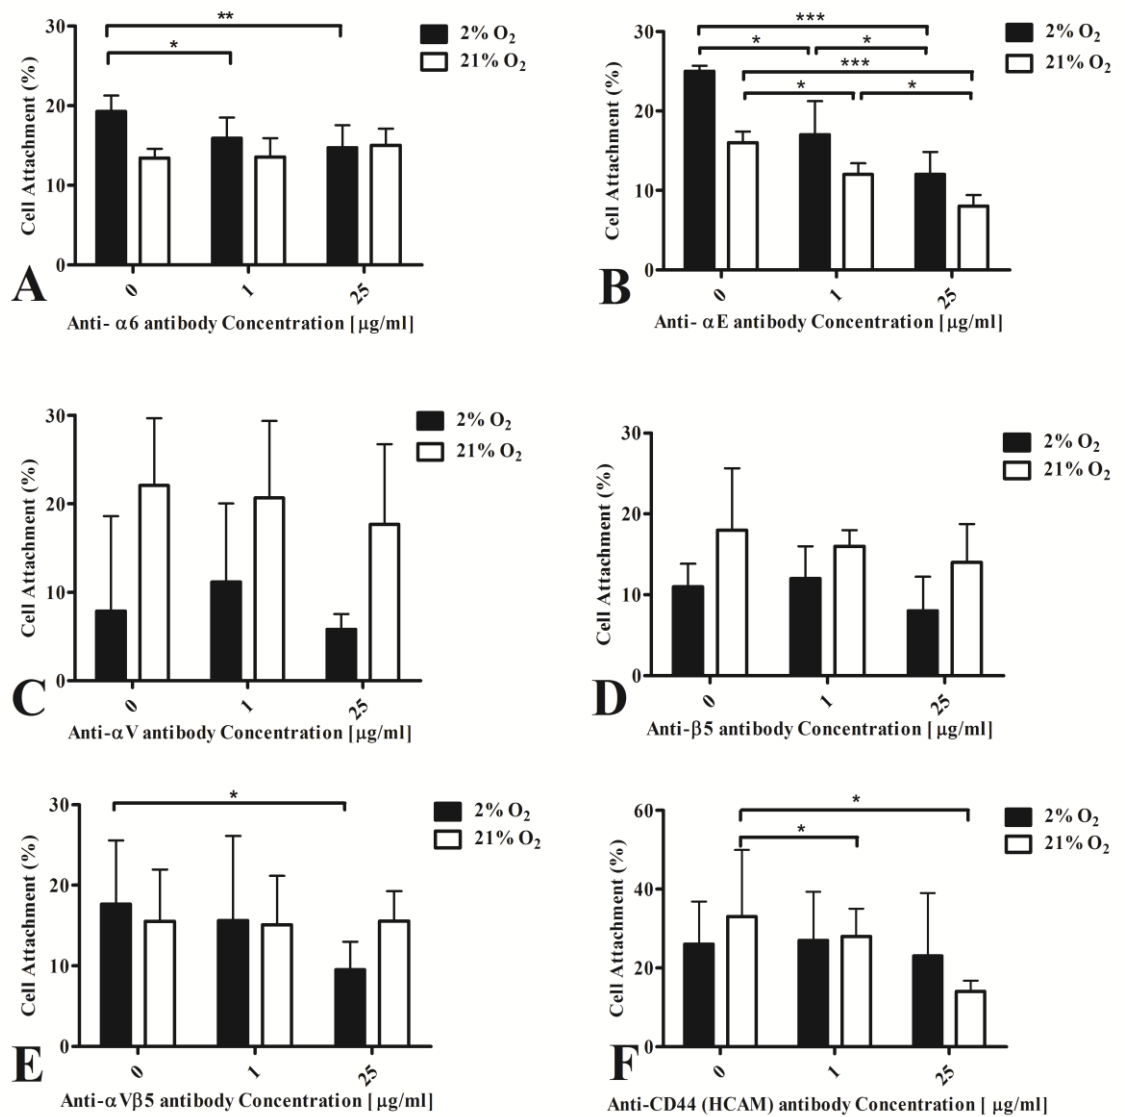 30
20
10
0
Cell Attachment (%)
**
*
2% O2
21% O2
0
1
25
A
Anti- α6 antibody Concentration [ μg/ml]
30
20
10
0
Cell Attachment (%)
***
*
*
***
*
*
2% O2
21% O2
0
1
25
B
Anti- αE antibody Concentration [ μg/ml]
30
20
10
0
Cell Attachment (%)
2% O2
21% O2
0
1
25
C
Anti-αV antibody Concentration [μg/ml]
30
20
10
0
Cell Attachment (%)
2% O2
21% O2
0
1
25
D
Anti-β5 antibody Concentration [ μg/ml]
30
20
10
0
Cell Attachment (%)
*
2% O2
21% O2
0
1
25
E
Anti-αVβ5 antibody Concentration [ μg/ml]
60
40
20
0
Cell Attachment (%)
*
*
2% O2
21% O2
0
1
25
F
Anti-CD44 (HCAM) antibody Concentration [ μg/ml]